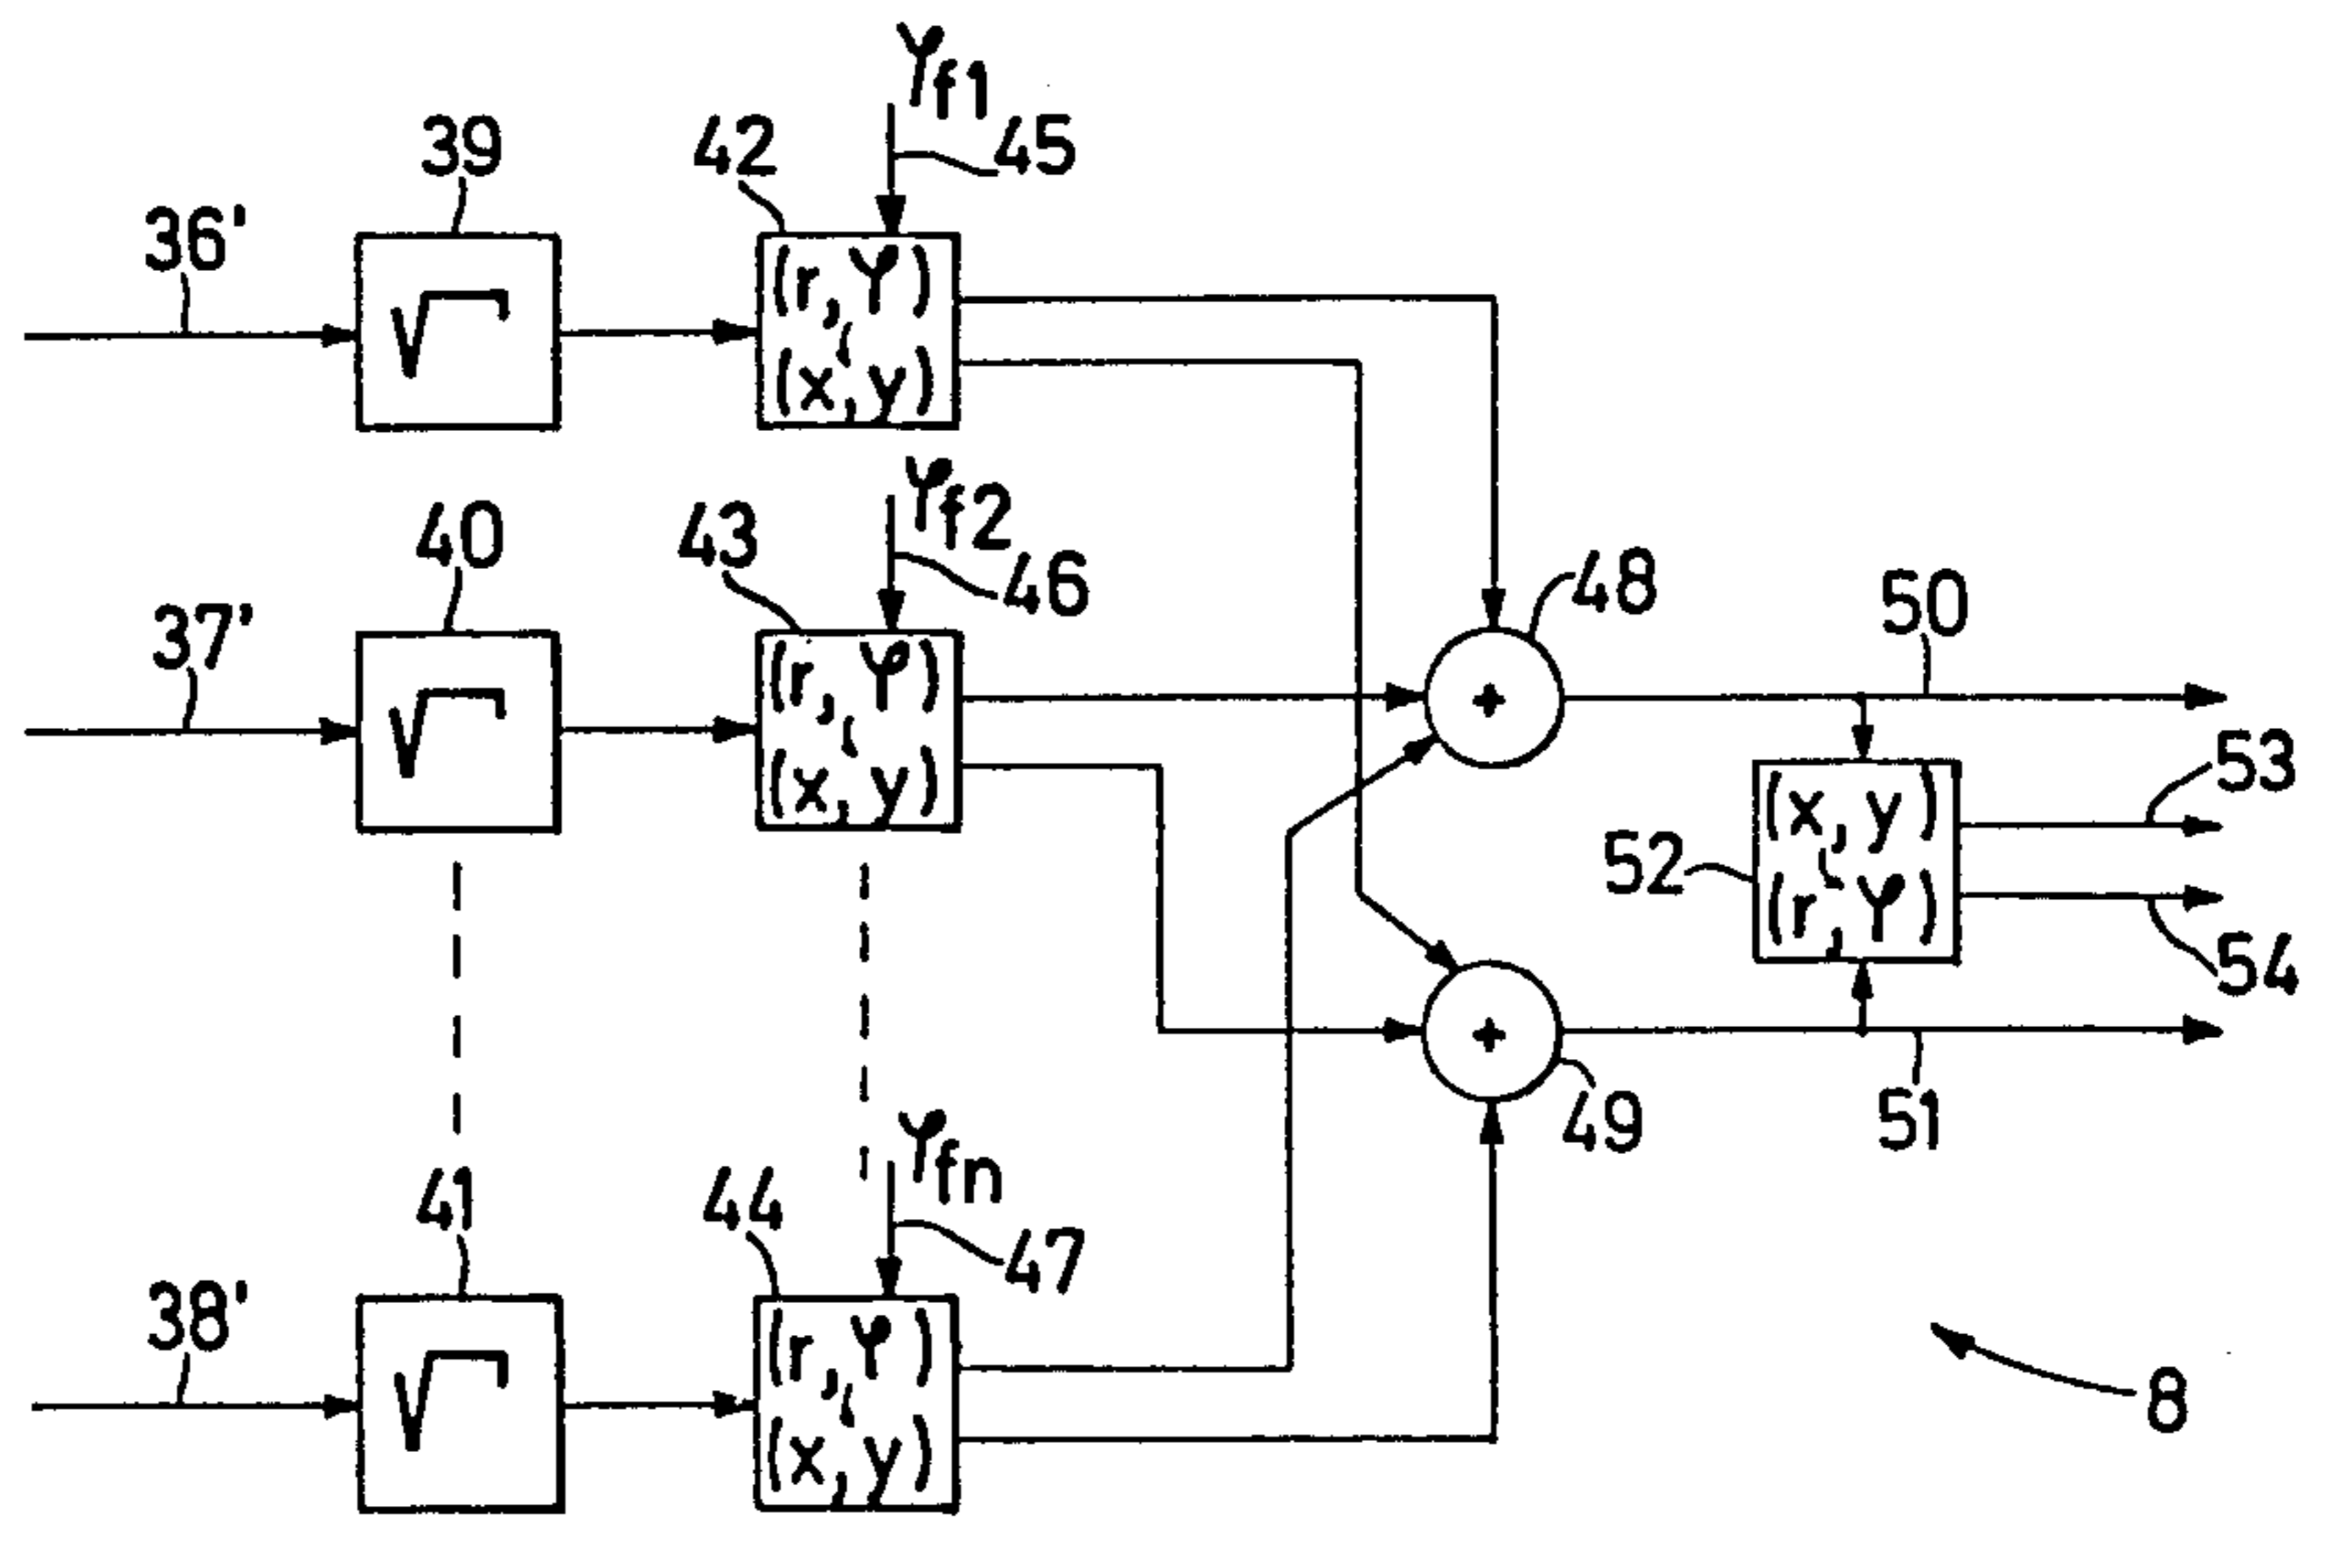 φf1
39
42
45
36'
√
(r, φ)
(x, y)
φf2
40
43
46
48
50
37'
√
(r, φ)
(x, y)
+
53
52
(x, y)
(r, φ)
54
+
49
51
φfn
41
44
47
38'
√
(r, φ)
(x, y)
8